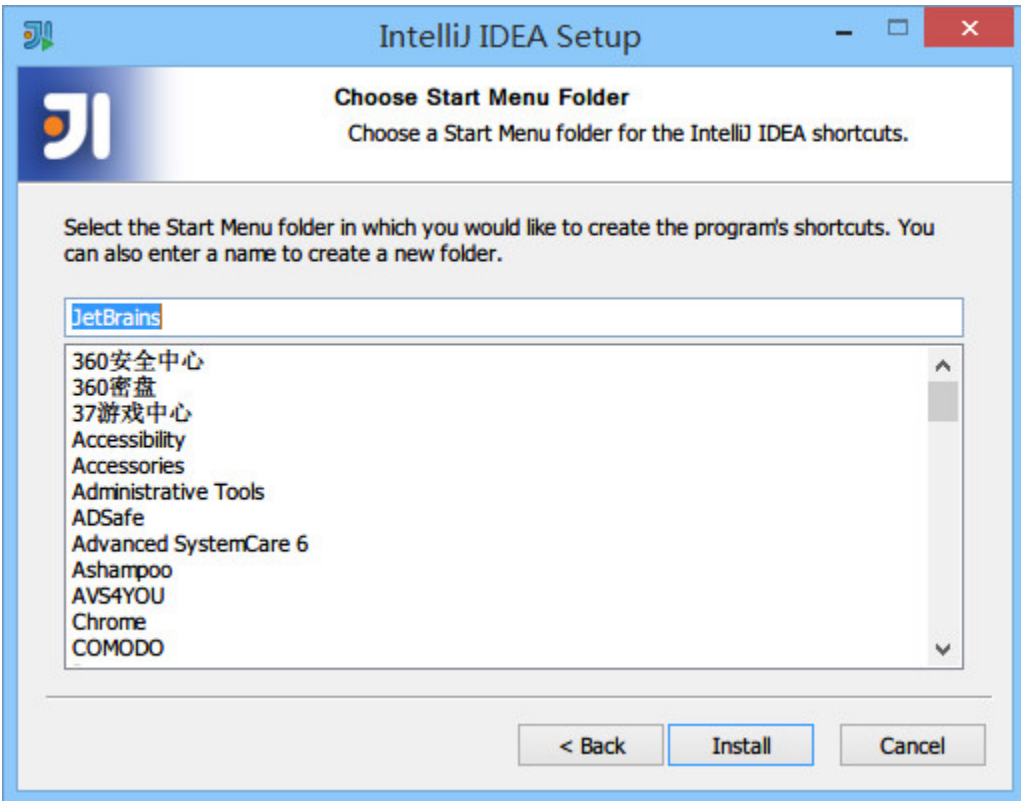 IntelliJ IDEA Setup
Choose Start Menu Folder
Choose a Start Menu folder for the IntelliJ IDEA shortcuts.
Select the Start Menu folder in which you would like to create the program's shortcuts. You
can also enter a name to create a new folder.
JetBrains
360安全中心
360密盘
37游戏中心
Accessibility
Accessories
Administrative Tools
ADSafe
Advanced SystemCare 6
Ashampoo
AVS4YOU
Chrome
COMODO
< Back
Install
Cancel